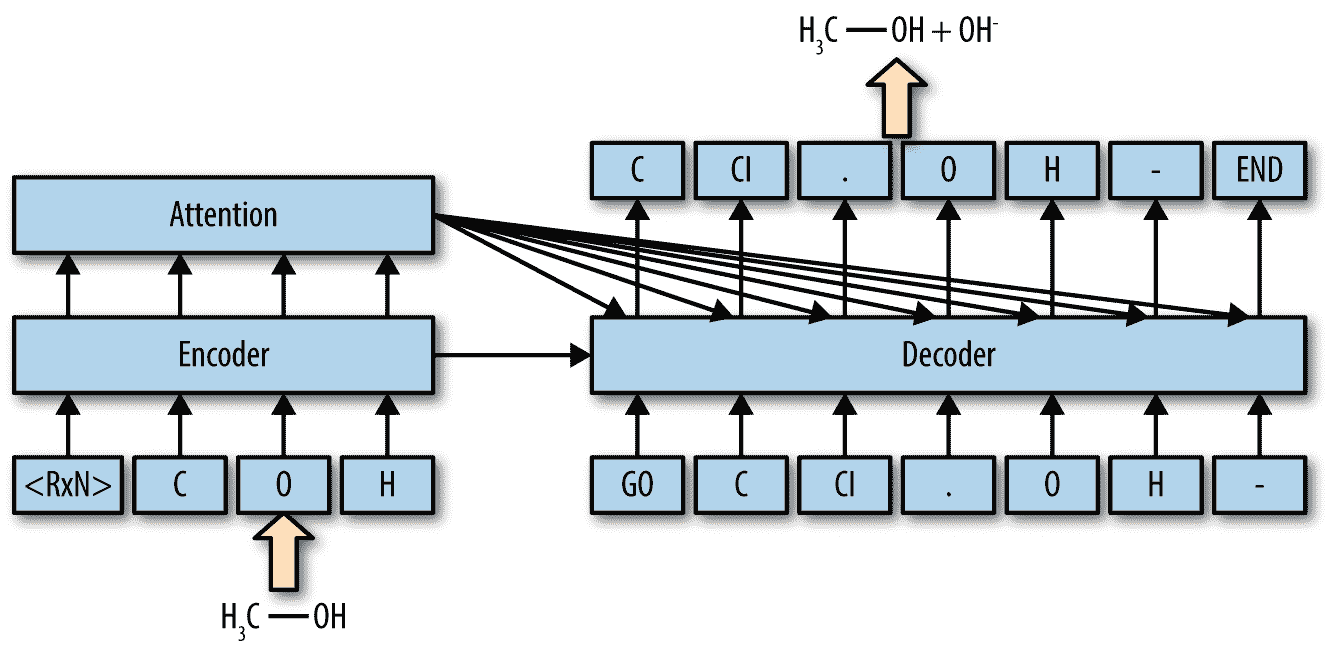 H₃C — OH + OH⁻
C Cl . O H - END
Attention
Encoder
Decoder
<RxN> C O H
GO C Cl . O H -
H₃C — OH